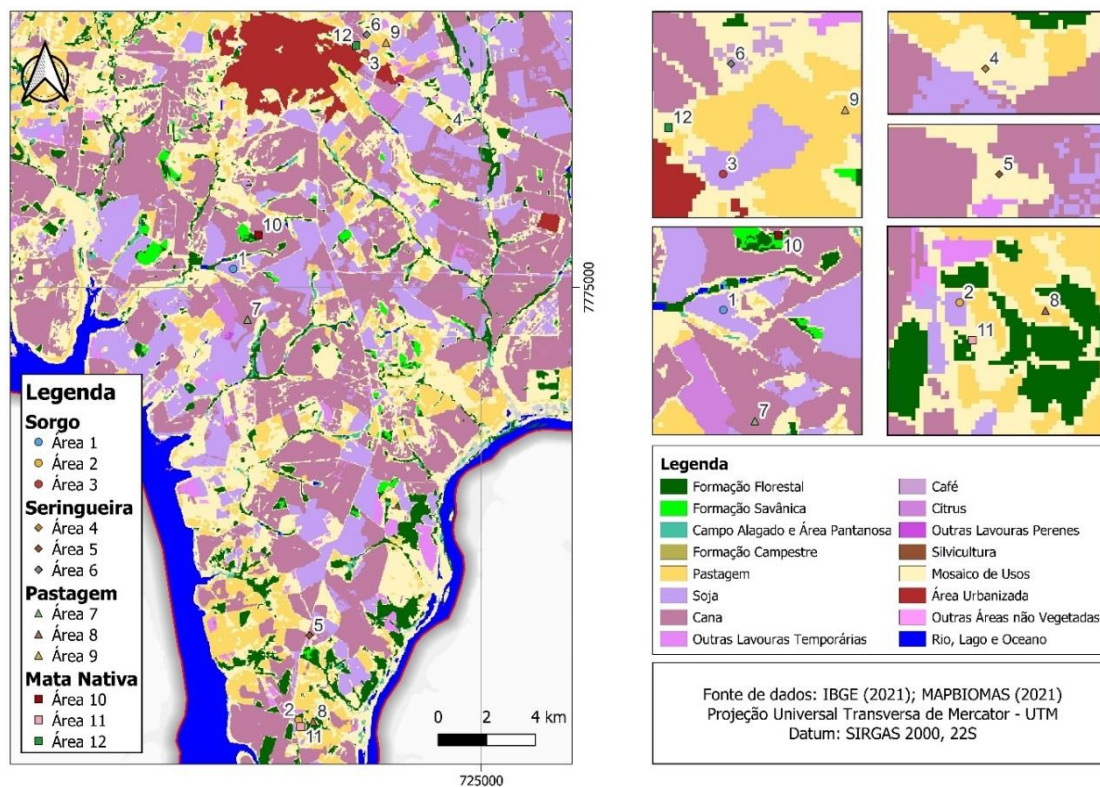 N
12
6
9
3
4
10
1
7
5
2
8
11
7775000
725000
Legenda
Sorgo
Área 1
Área 2
Área 3
Seringueira
Área 4
Área 5
Área 6
Pastagem
Área 7
Área 8
Área 9
Mata Nativa
Área 10
Área 11
Área 12
0 2 4 km
6
9
12
3
4
5
10
1
7
2
8
11
Legenda
Formação Florestal
Formação Savânica
Campo Alagado e Área Pantanosa
Formação Campestre
Pastagem
Soja
Cana
Outras Lavouras Temporárias
Café
Citrus
Outras Lavouras Perenes
Silvicultura
Mosaico de Usos
Área Urbanizada
Outras Áreas não Vegetadas
Rio, Lago e Oceano
Fonte de dados: IBGE (2021); MAPBIOMAS (2021)
Projeção Universal Transversa de Mercator - UTM
Datum: SIRGAS 2000, 22S